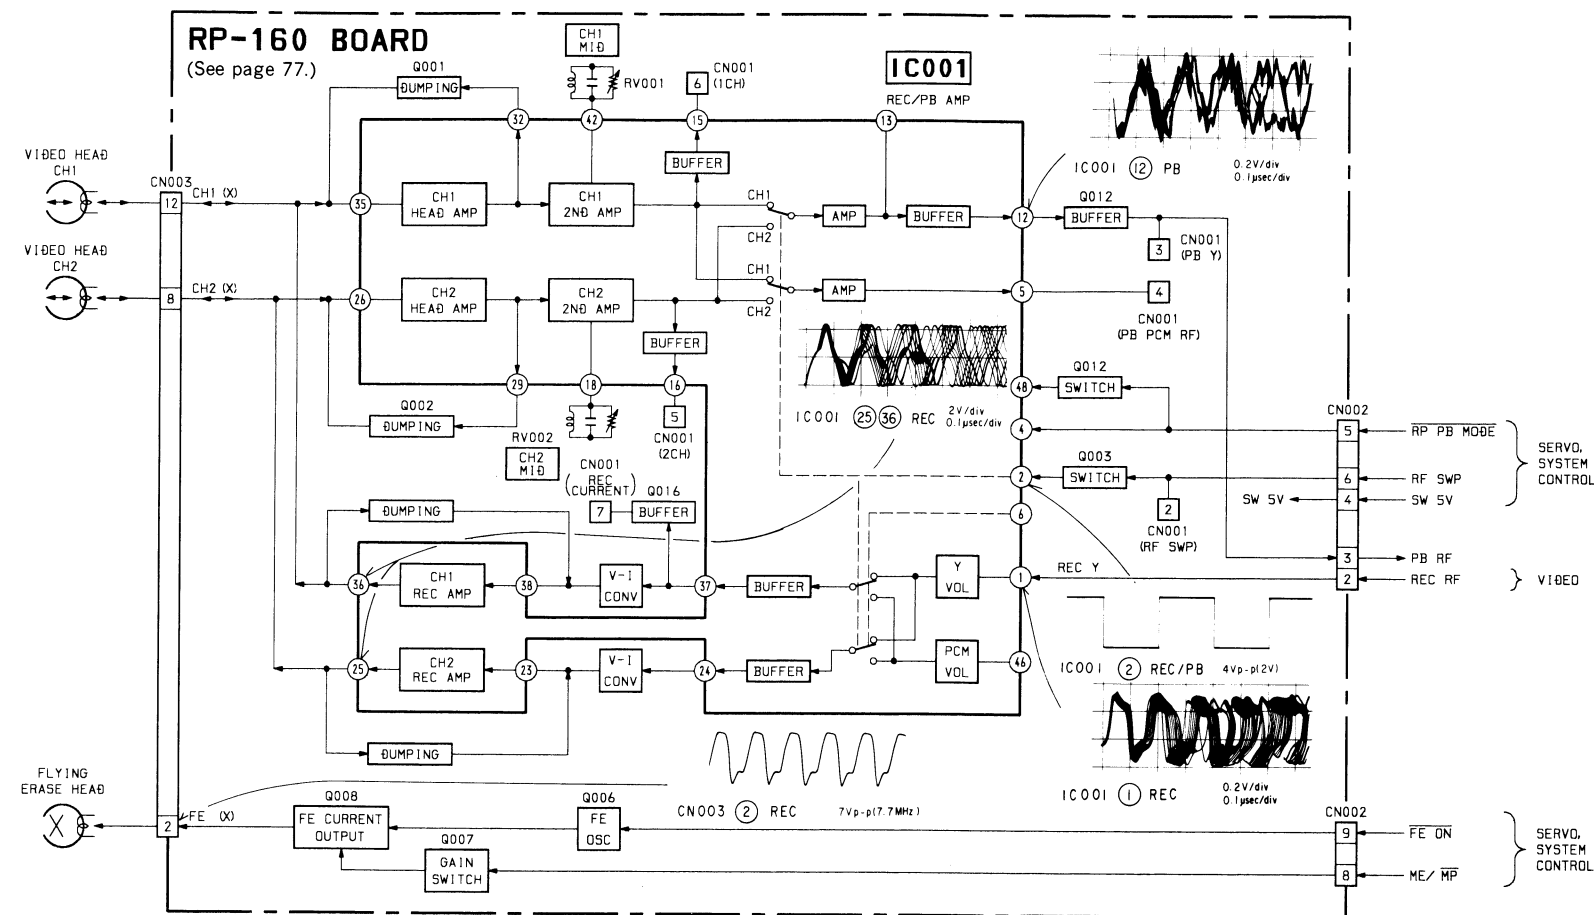 RP-160 BOARD
(See page 77.)
CH1
MID
RV001
Q001
DUMPING
CN001
(1CH)
6
IC001
REC/PB AMP
32
42
15
13
IC001 12 PB
0.2V/div
0.1µsec/div
VIDEO HEAD
CH1
CN003
12
CH1 (X)
35
CH1
HEAD AMP
CH1
2ND AMP
BUFFER
CH1
CH2
AMP
BUFFER
12
Q012
BUFFER
3
CN001
(PB Y)
VIDEO HEAD
CH2
8
CH2 (X)
26
CH2
HEAD AMP
CH2
2ND AMP
BUFFER
CH1
CH2
AMP
5
4
CN001
(PB PCM RF)
29
18
16
Q002
DUMPING
RV002
CH2
MID
5
CN001
(2CH)
IC001 25 36 REC
2V/div
0.1µsec/div
48
Q012
SWITCH
4
CN002
5
RP PB MODE
2
Q003
SWITCH
6
RF SWP
SW 5V
4
SW 5V
SERVO,
SYSTEM
CONTROL
2
CN001
(RF SWP)
6
CN001
(REC
CURRENT)
7
Q016
BUFFER
DUMPING
36
CH1
REC AMP
38
V-I
CONV
37
BUFFER
Y
VOL
1
REC Y
3
PB RF
2
REC RF
VIDEO
25
CH2
REC AMP
23
V-I
CONV
24
BUFFER
PCM
VOL
46
IC001 2 REC/PB
4Vp-p(2V)
DUMPING
IC001 1 REC
0.2V/div
0.1µsec/div
CN003 2 REC
7Vp-p(7.7MHz)
FLYING
ERASE HEAD
2
FE (X)
Q008
FE CURRENT
OUTPUT
Q006
FE
OSC
Q007
GAIN
SWITCH
CN002
9
FE ON
8
ME/MP
SERVO,
SYSTEM
CONTROL